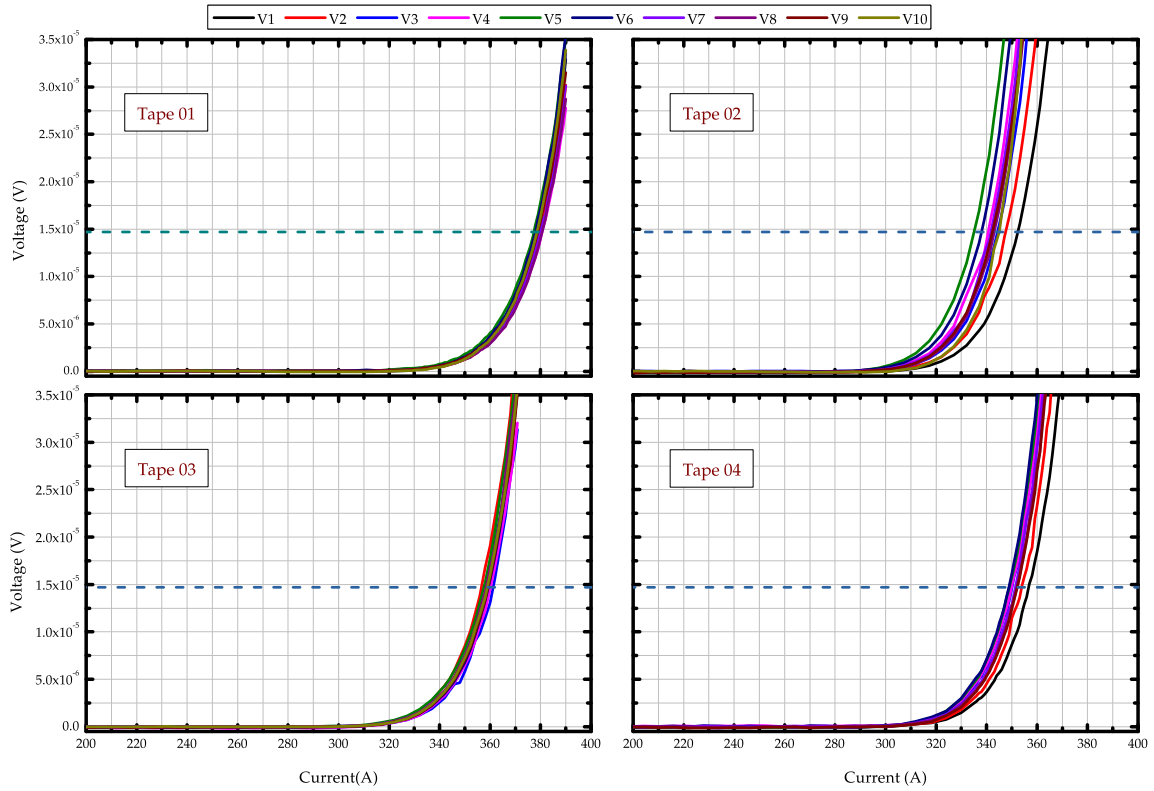 V1 V2 V3 V4 V5 V6 V7 V8 V9 V10
3.5x10⁻⁵
3.0x10⁻⁵
2.5x10⁻⁵
2.0x10⁻⁵
1.5x10⁻⁵
1.0x10⁻⁵
5.0x10⁻⁶
0.0
Voltage (V)
Tape 01
Tape 02
3.5x10⁻⁵
3.0x10⁻⁵
2.5x10⁻⁵
2.0x10⁻⁵
1.5x10⁻⁵
1.0x10⁻⁵
5.0x10⁻⁶
0.0
Voltage (V)
Tape 03
200 220 240 260 280 300 320 340 360 380 400
Current(A)
Tape 04
200 220 240 260 280 300 320 340 360 380 400
Current (A)